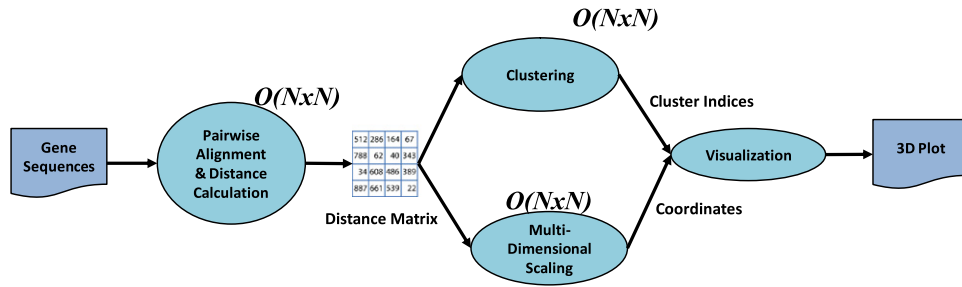 Gene
Sequences
O(NxN)
Pairwise
Alignment
& Distance
Calculation
512 286 164 67
788 62 40 343
34 608 486 389
887 661 539 22
Distance Matrix
O(NxN)
Clustering
Cluster Indices
O(NxN)
Multi-
Dimensional
Scaling
Coordinates
Visualization
3D Plot